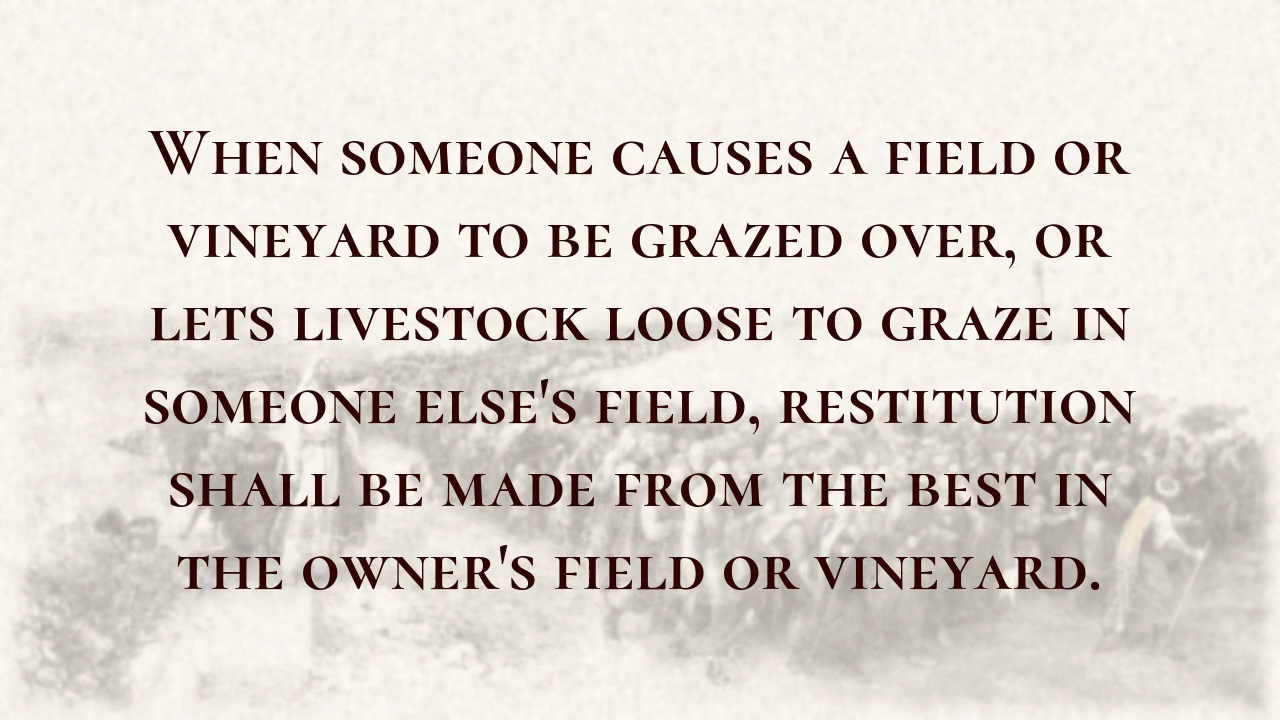 When someone causes a field or
vineyard to be grazed over, or
lets livestock loose to graze in
someone else's field, restitution
shall be made from the best in
the owner's field or vineyard.